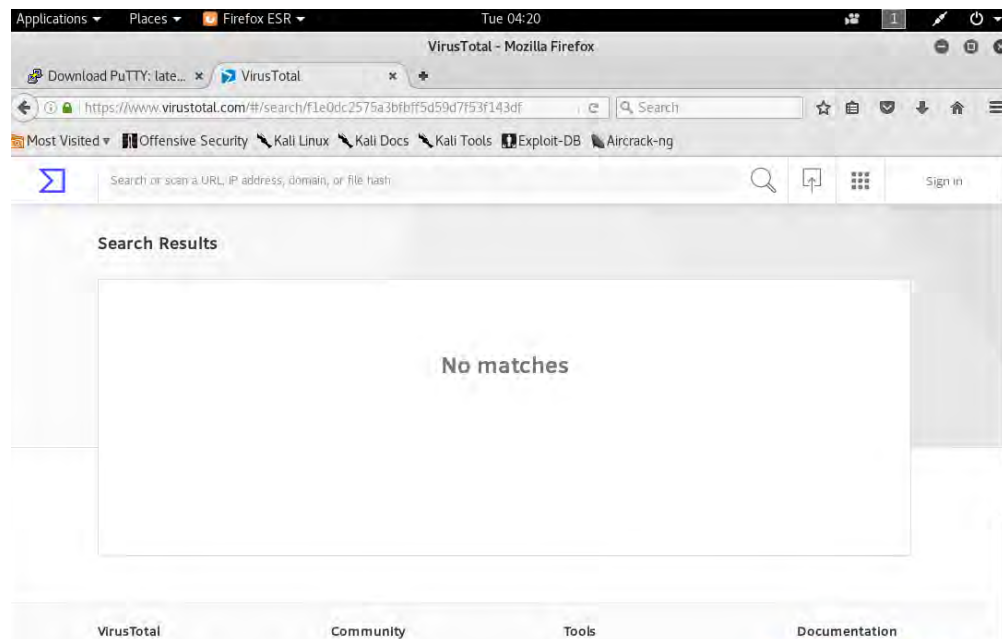 Applications Places Firefox ESR Tue 04:20 1
VirusTotal - Mozilla Firefox
Download PuTTY: late... VirusTotal
https://www.virustotal.com/#/search/f1e0dc2575a3bfbff5d59d7f53f143df Search
Most Visited Offensive Security Kali Linux Kali Docs Kali Tools Exploit-DB Aircrack-ng
Search or scan a URL, IP address, domain, or file hash Sign in
Search Results
No matches
VirusTotal Community Tools Documentation